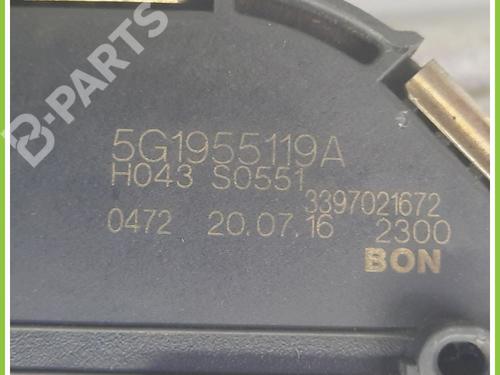 B-PARTS
5G1955119A
H043 S0551
3397021672
0472 20.07.16 2300
BON